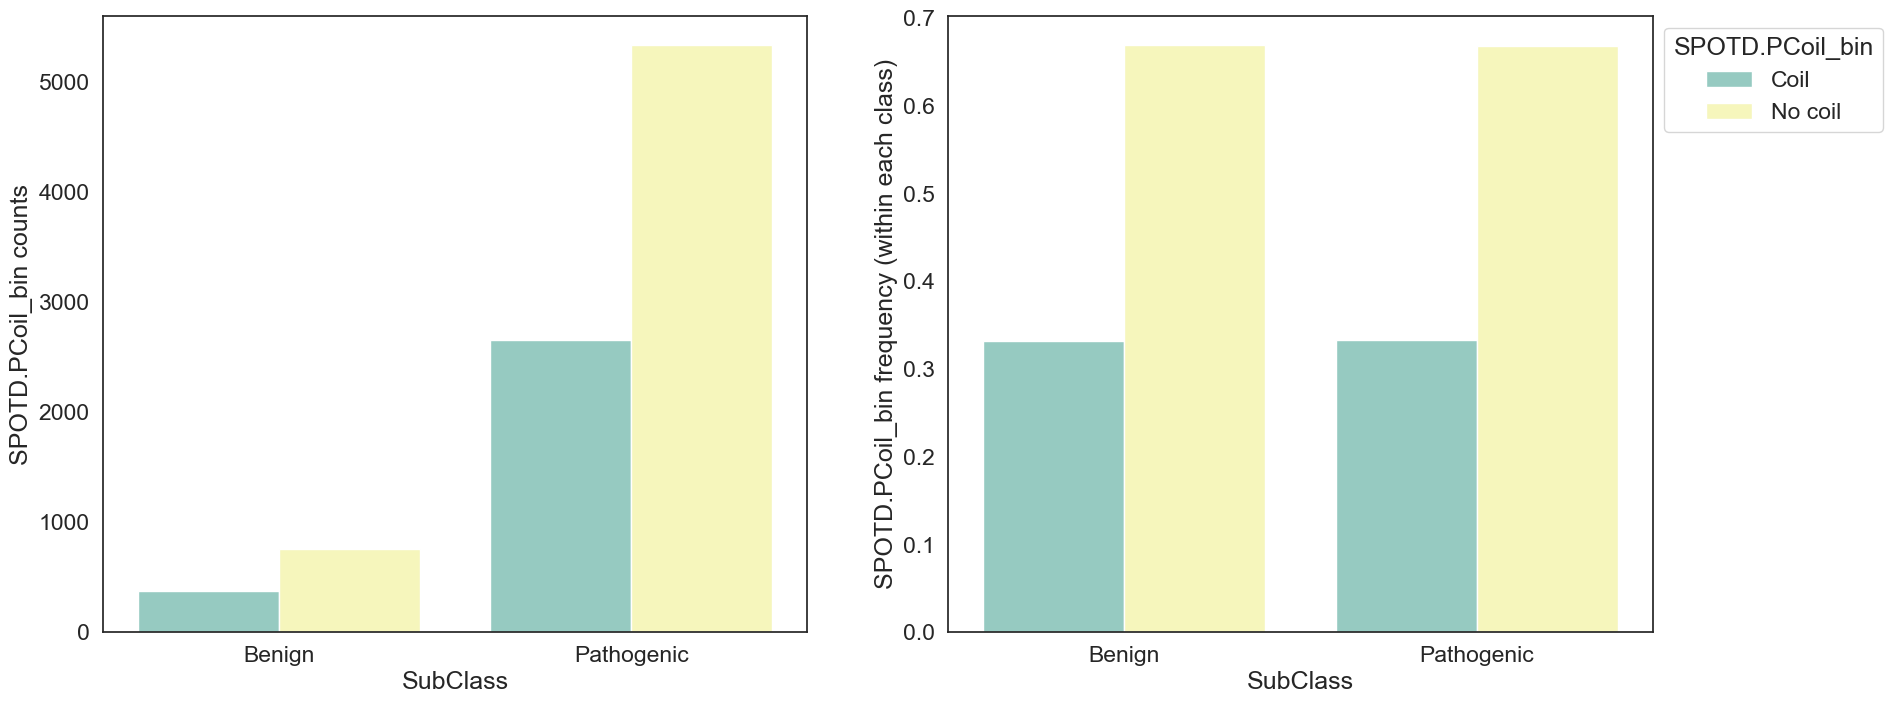 SPOTD.PCoil_bin counts
5000
4000
3000
2000
1000
0
Benign
Pathogenic
SubClass
SPOTD.PCoil_bin frequency (within each class)
0.7
0.6
0.5
0.4
0.3
0.2
0.1
0.0
Benign
Pathogenic
SubClass
SPOTD.PCoil_bin
Coil
No coil